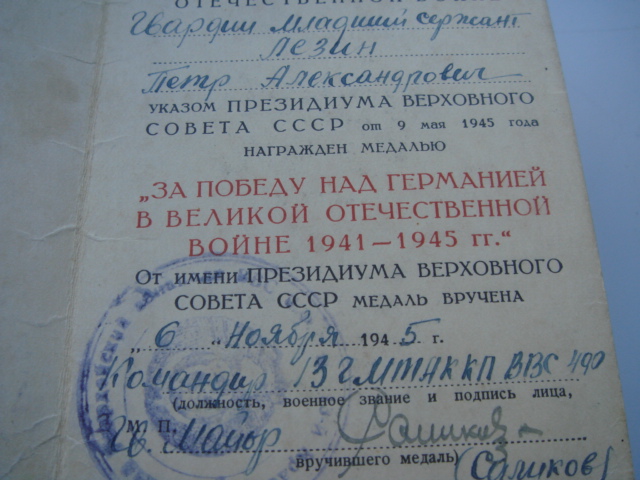 ОТЕЧЕСТВЕННОЙ ВОЙНЕ
Гвардии младший сержант
Лезин
Петр Александрович
УКАЗОМ ПРЕЗИДИУМА ВЕРХОВНОГО
СОВЕТА СССР от 9 мая 1945 года
НАГРАЖДЕН МЕДАЛЬЮ
„ЗА ПОБЕДУ НАД ГЕРМАНИЕЙ
В ВЕЛИКОЙ ОТЕЧЕСТВЕННОЙ
ВОЙНЕ 1941—1945 гг.“
ОТ ИМЕНИ ПРЕЗИДИУМА ВЕРХОВНОГО
СОВЕТА СССР МЕДАЛЬ ВРУЧЕНА
„6“ Ноября 1945 г.
Командир 13 ГМТАККП ВВС
(должность, военное звание и подпись лица,
М. П.
Гв. Майор
вручившего медаль) (Саликов)